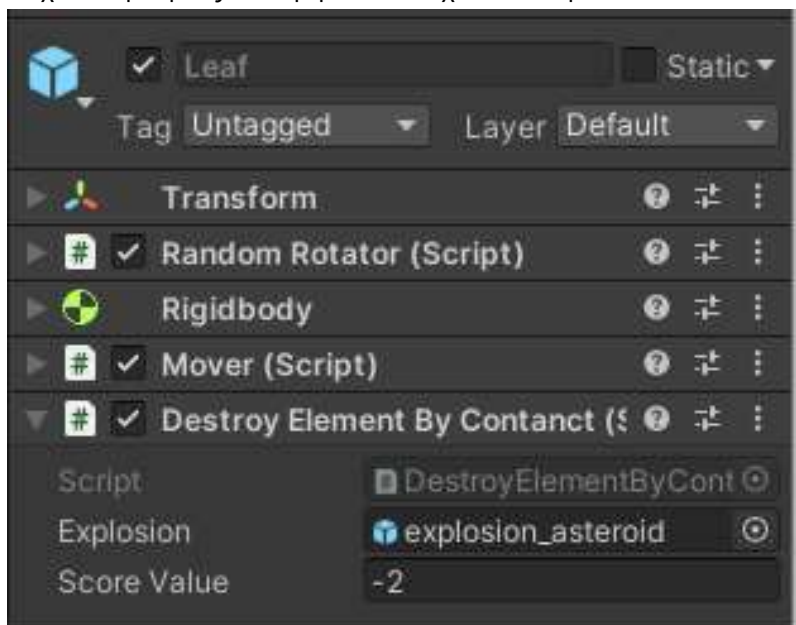 Leaf Static
Tag Untagged Layer Default
Transform
# Random Rotator (Script)
Rigidbody
# Mover (Script)
# Destroy Element By Contanct (S
Script DestroyElementByCont
Explosion explosion_asteroid
Score Value -2